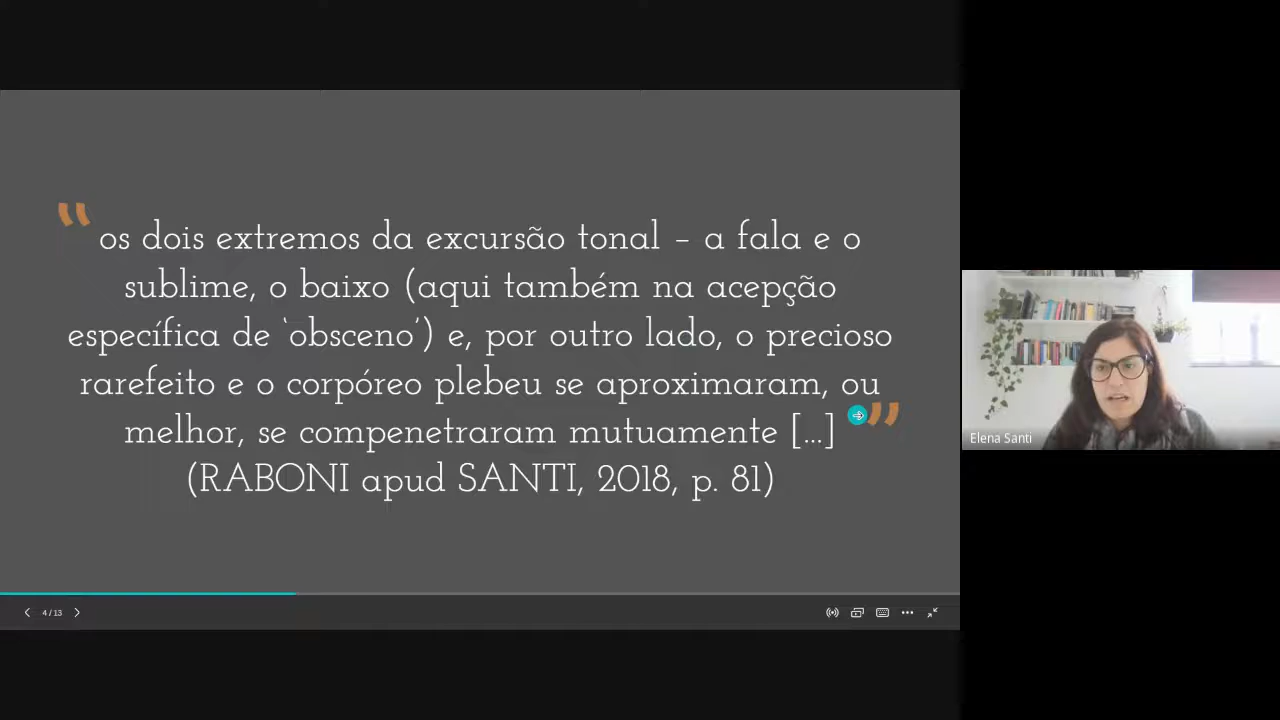 “ os dois extremos da excursão tonal – a fala e o
sublime, o baixo (aqui também na acepção
específica de ‛obsceno’) e, por outro lado, o precioso
rarefeito e o corpóreo plebeu se aproximaram, ou
melhor, se compenetraram mutuamente [...] ”
(RABONI apud SANTI, 2018, p. 81)
4 / 13
Elena Santi